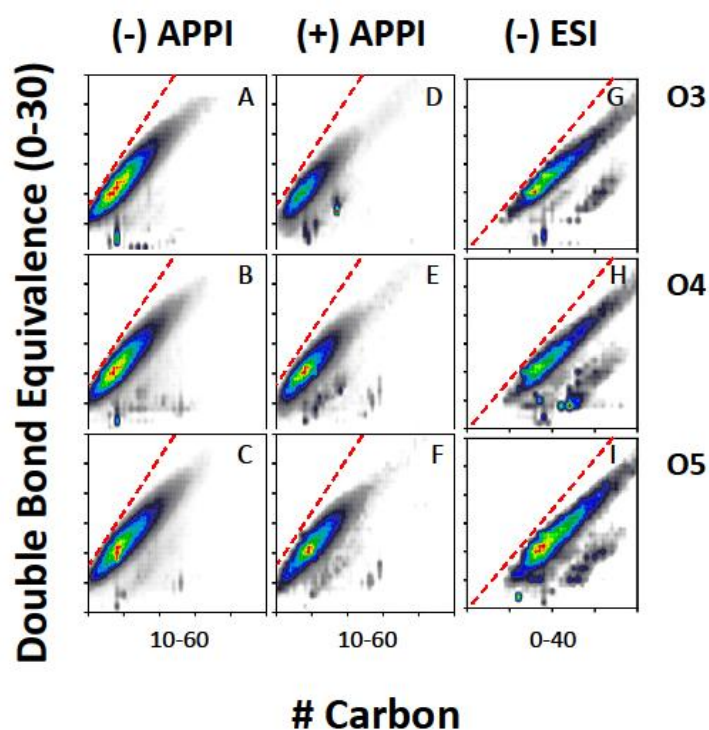 (-) APPI (+) APPI (-) ESI
Double Bond Equivalence (0-30)
A D G O3
B E H O4
C F I O5
10-60 10-60 0-40
# Carbon